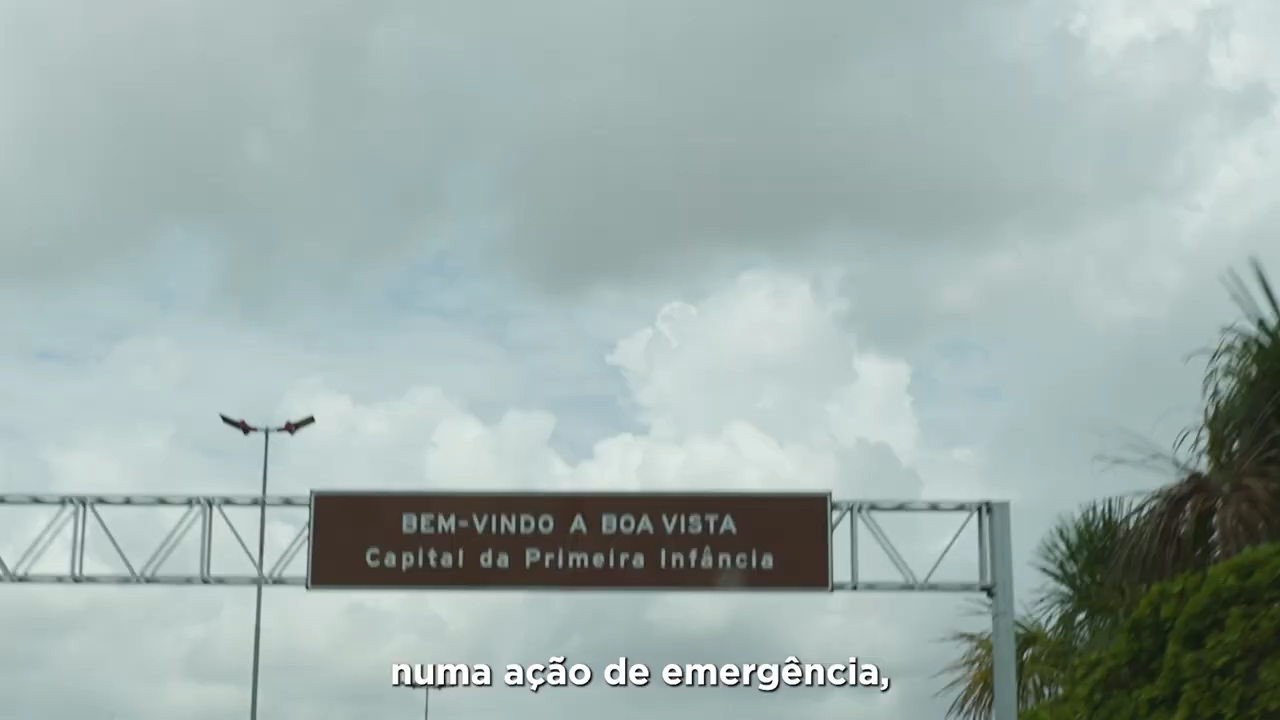 BEM-VINDO A BOA VISTA
Capital da Primeira Infância
numa ação de emergência,